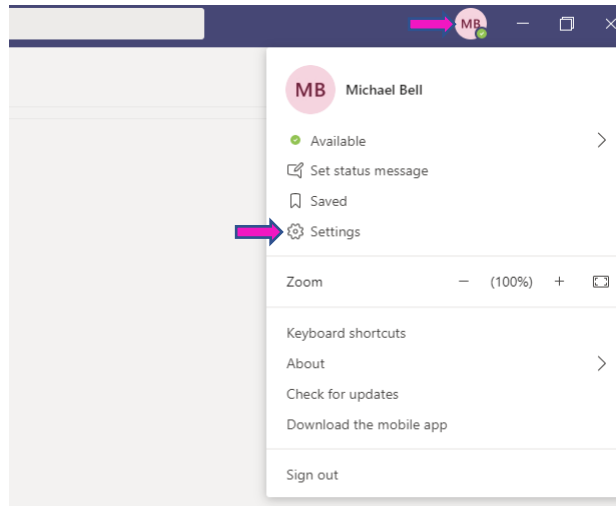 MB
MB Michael Bell
Available
Set status message
Saved
Settings
Zoom − (100%) +
Keyboard shortcuts
About
Check for updates
Download the mobile app
Sign out